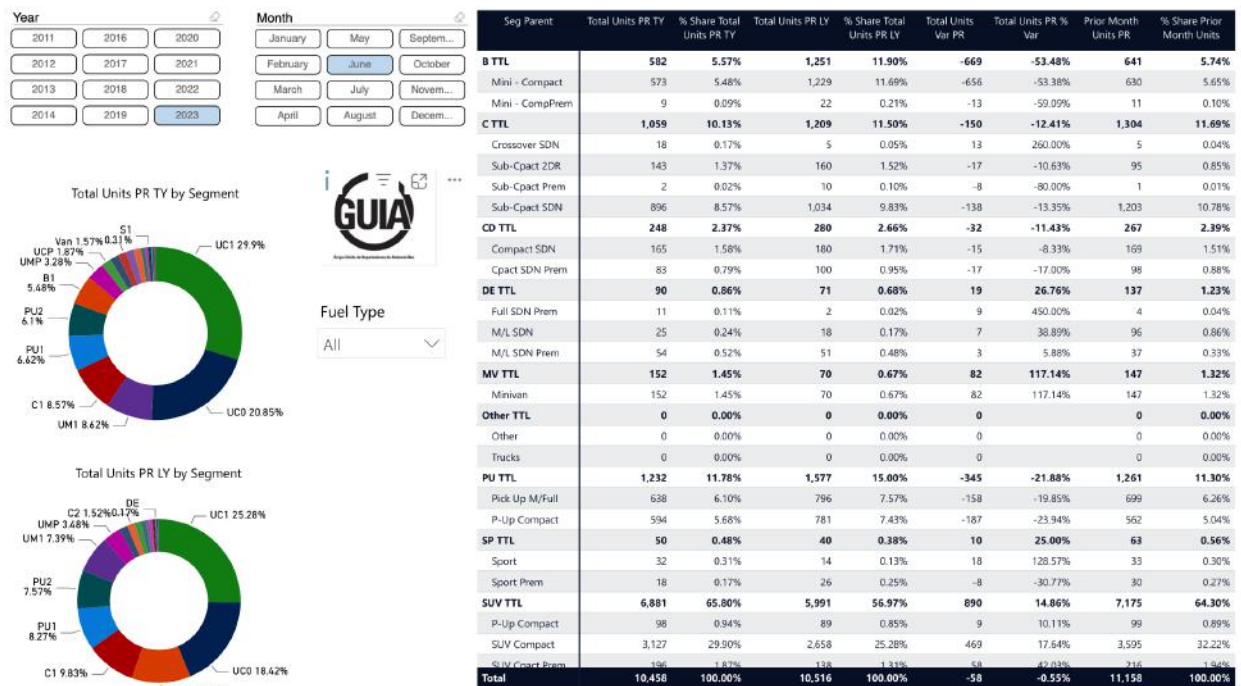 Year
2011 2016 2020
2012 2017 2021
2013 2018 2022
2014 2019 2023
Month
January May Septem...
February June October
March July Novem...
April August Decem...
Total Units PR TY by Segment
S1
Van 1.57% 0.31%
UCP 1.87%
UMP 3.28%
B1
5.48%
PU2
6.1%
PU1
6.62%
C1 8.57%
UM1 8.62%
UC0 20.85%
UC1 29.9%
GUIA
Fuel Type
All
Total Units PR LY by Segment
DE
C2 1.52% 0.17%
UMP 3.48%
UM1 7.39%
PU2
7.57%
PU1
8.27%
C1 9.83%
UC0 18.42%
UC1 25.28%
Seg Parent Total Units PR TY % Share Total Units PR TY Total Units PR LY % Share Total Units PR LY Total Units Var PR Total Units PR % Var Prior Month Units PR % Share Prior Month Units
B TTL 582 5.57% 1,251 11.90% -669 -53.48% 641 5.74%
Mini - Compact 573 5.48% 1,229 11.69% -656 -53.38% 630 5.65%
Mini - CompPrem 9 0.09% 22 0.21% -13 -59.09% 11 0.10%
C TTL 1,059 10.13% 1,209 11.50% -150 -12.41% 1,304 11.69%
Crossover SDN 18 0.17% 5 0.05% 13 260.00% 5 0.04%
Sub-Cpact 2DR 143 1.37% 160 1.52% -17 -10.63% 95 0.85%
Sub-Cpact Prem 2 0.02% 10 0.10% -8 -80.00% 1 0.01%
Sub-Cpact SDN 896 8.57% 1,034 9.83% -138 -13.35% 1,203 10.78%
CD TTL 248 2.37% 280 2.66% -32 -11.43% 267 2.39%
Compact SDN 165 1.58% 180 1.71% -15 -8.33% 169 1.51%
Cpact SDN Prem 83 0.79% 100 0.95% -17 -17.00% 98 0.88%
DE TTL 90 0.86% 71 0.68% 19 26.76% 137 1.23%
Full SDN Prem 11 0.11% 2 0.02% 9 450.00% 4 0.04%
M/L SDN 25 0.24% 18 0.17% 7 38.89% 96 0.86%
M/L SDN Prem 54 0.52% 51 0.48% 3 5.88% 37 0.33%
MV TTL 152 1.45% 70 0.67% 82 117.14% 147 1.32%
Minivan 152 1.45% 70 0.67% 82 117.14% 147 1.32%
Other TTL 0 0.00% 0 0.00% 0 0 0.00%
Other 0 0.00% 0 0.00% 0 0 0.00%
Trucks 0 0.00% 0 0.00% 0 0 0.00%
PU TTL 1,232 11.78% 1,577 15.00% -345 -21.88% 1,261 11.30%
Pick Up M/Full 638 6.10% 796 7.57% -158 -19.85% 699 6.26%
P-Up Compact 594 5.68% 781 7.43% -187 -23.94% 562 5.04%
SP TTL 50 0.48% 40 0.38% 10 25.00% 63 0.56%
Sport 32 0.31% 14 0.13% 18 128.57% 33 0.30%
Sport Prem 18 0.17% 26 0.25% -8 -30.77% 30 0.27%
SUV TTL 6,881 65.80% 5,991 56.97% 890 14.86% 7,175 64.30%
P-Up Compact 98 0.94% 89 0.85% 9 10.11% 99 0.89%
SUV Compact 3,127 29.90% 2,658 25.28% 469 17.64% 3,595 32.22%
SUV Cpact Prem 196 1.87% 138 1.31% 58 42.03% 216 1.94%
Total 10,458 100.00% 10,516 100.00% -58 -0.55% 11,158 100.00%